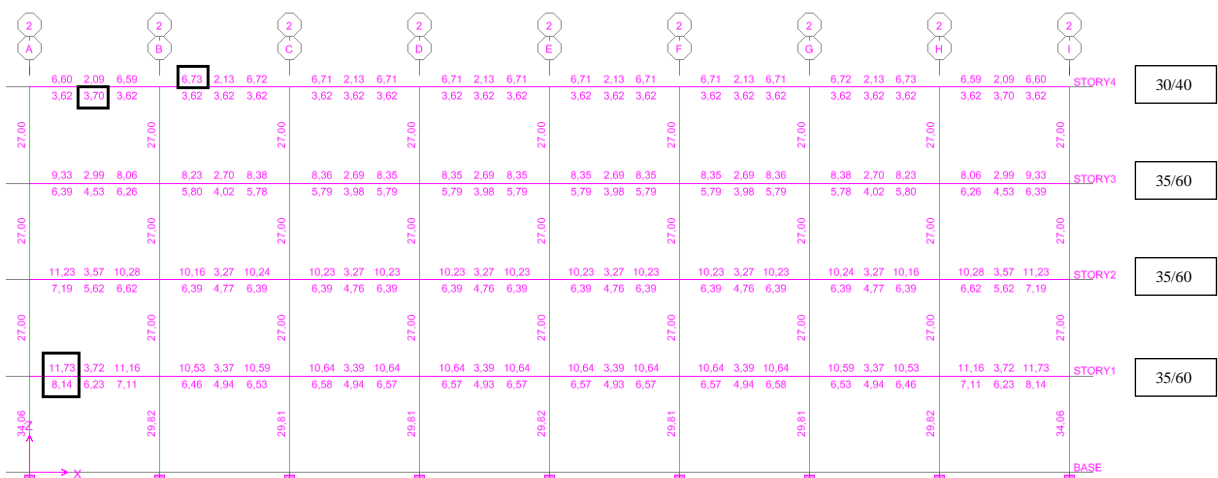 2 2 2 2 2 2 2 2 2
A B C D E F G H I
6,60 2,09 6,59 6,73 2,13 6,72 6,71 2,13 6,71 6,71 2,13 6,71 6,71 2,13 6,71 6,71 2,13 6,71 6,72 2,13 6,73 6,59 2,09 6,60
STORY4 30/40
3,62 3,70 3,62 3,62 3,62 3,62 3,62 3,62 3,62 3,62 3,62 3,62 3,62 3,62 3,62 3,62 3,62 3,62 3,62 3,62 3,62 3,62 3,70 3,62
27,00 27,00 27,00 27,00 27,00 27,00 27,00 27,00 27,00
9,33 2,99 8,06 8,23 2,70 8,38 8,36 2,69 8,35 8,35 2,69 8,35 8,35 2,69 8,35 8,35 2,69 8,36 8,38 2,70 8,23 8,06 2,99 9,33
STORY3 35/60
6,39 4,53 6,26 5,80 4,02 5,78 5,79 3,98 5,79 5,79 3,98 5,79 5,79 3,98 5,79 5,79 3,98 5,79 5,78 4,02 5,80 6,26 4,53 6,39
27,00 27,00 27,00 27,00 27,00 27,00 27,00 27,00 27,00
11,23 3,57 10,28 10,16 3,27 10,24 10,23 3,27 10,23 10,23 3,27 10,23 10,23 3,27 10,23 10,23 3,27 10,23 10,24 3,27 10,16 10,28 3,57 11,23
STORY2 35/60
7,19 5,62 6,62 6,39 4,77 6,39 6,39 4,76 6,39 6,39 4,76 6,39 6,39 4,76 6,39 6,39 4,76 6,39 6,39 4,77 6,39 6,62 5,62 7,19
27,00 27,00 27,00 27,00 27,00 27,00 27,00 27,00 27,00
11,73 3,72 11,16 10,53 3,37 10,59 10,64 3,39 10,64 10,64 3,39 10,64 10,64 3,39 10,64 10,64 3,39 10,64 10,59 3,37 10,53 11,16 3,72 11,73
STORY1 35/60
8,14 6,23 7,11 6,46 4,94 6,53 6,58 4,94 6,57 6,57 4,93 6,57 6,57 4,93 6,57 6,57 4,94 6,58 6,53 4,94 6,46 7,11 6,23 8,14
34,06 29,82 29,81 29,81 29,81 29,81 29,81 29,82 34,06
Z
X
BASE